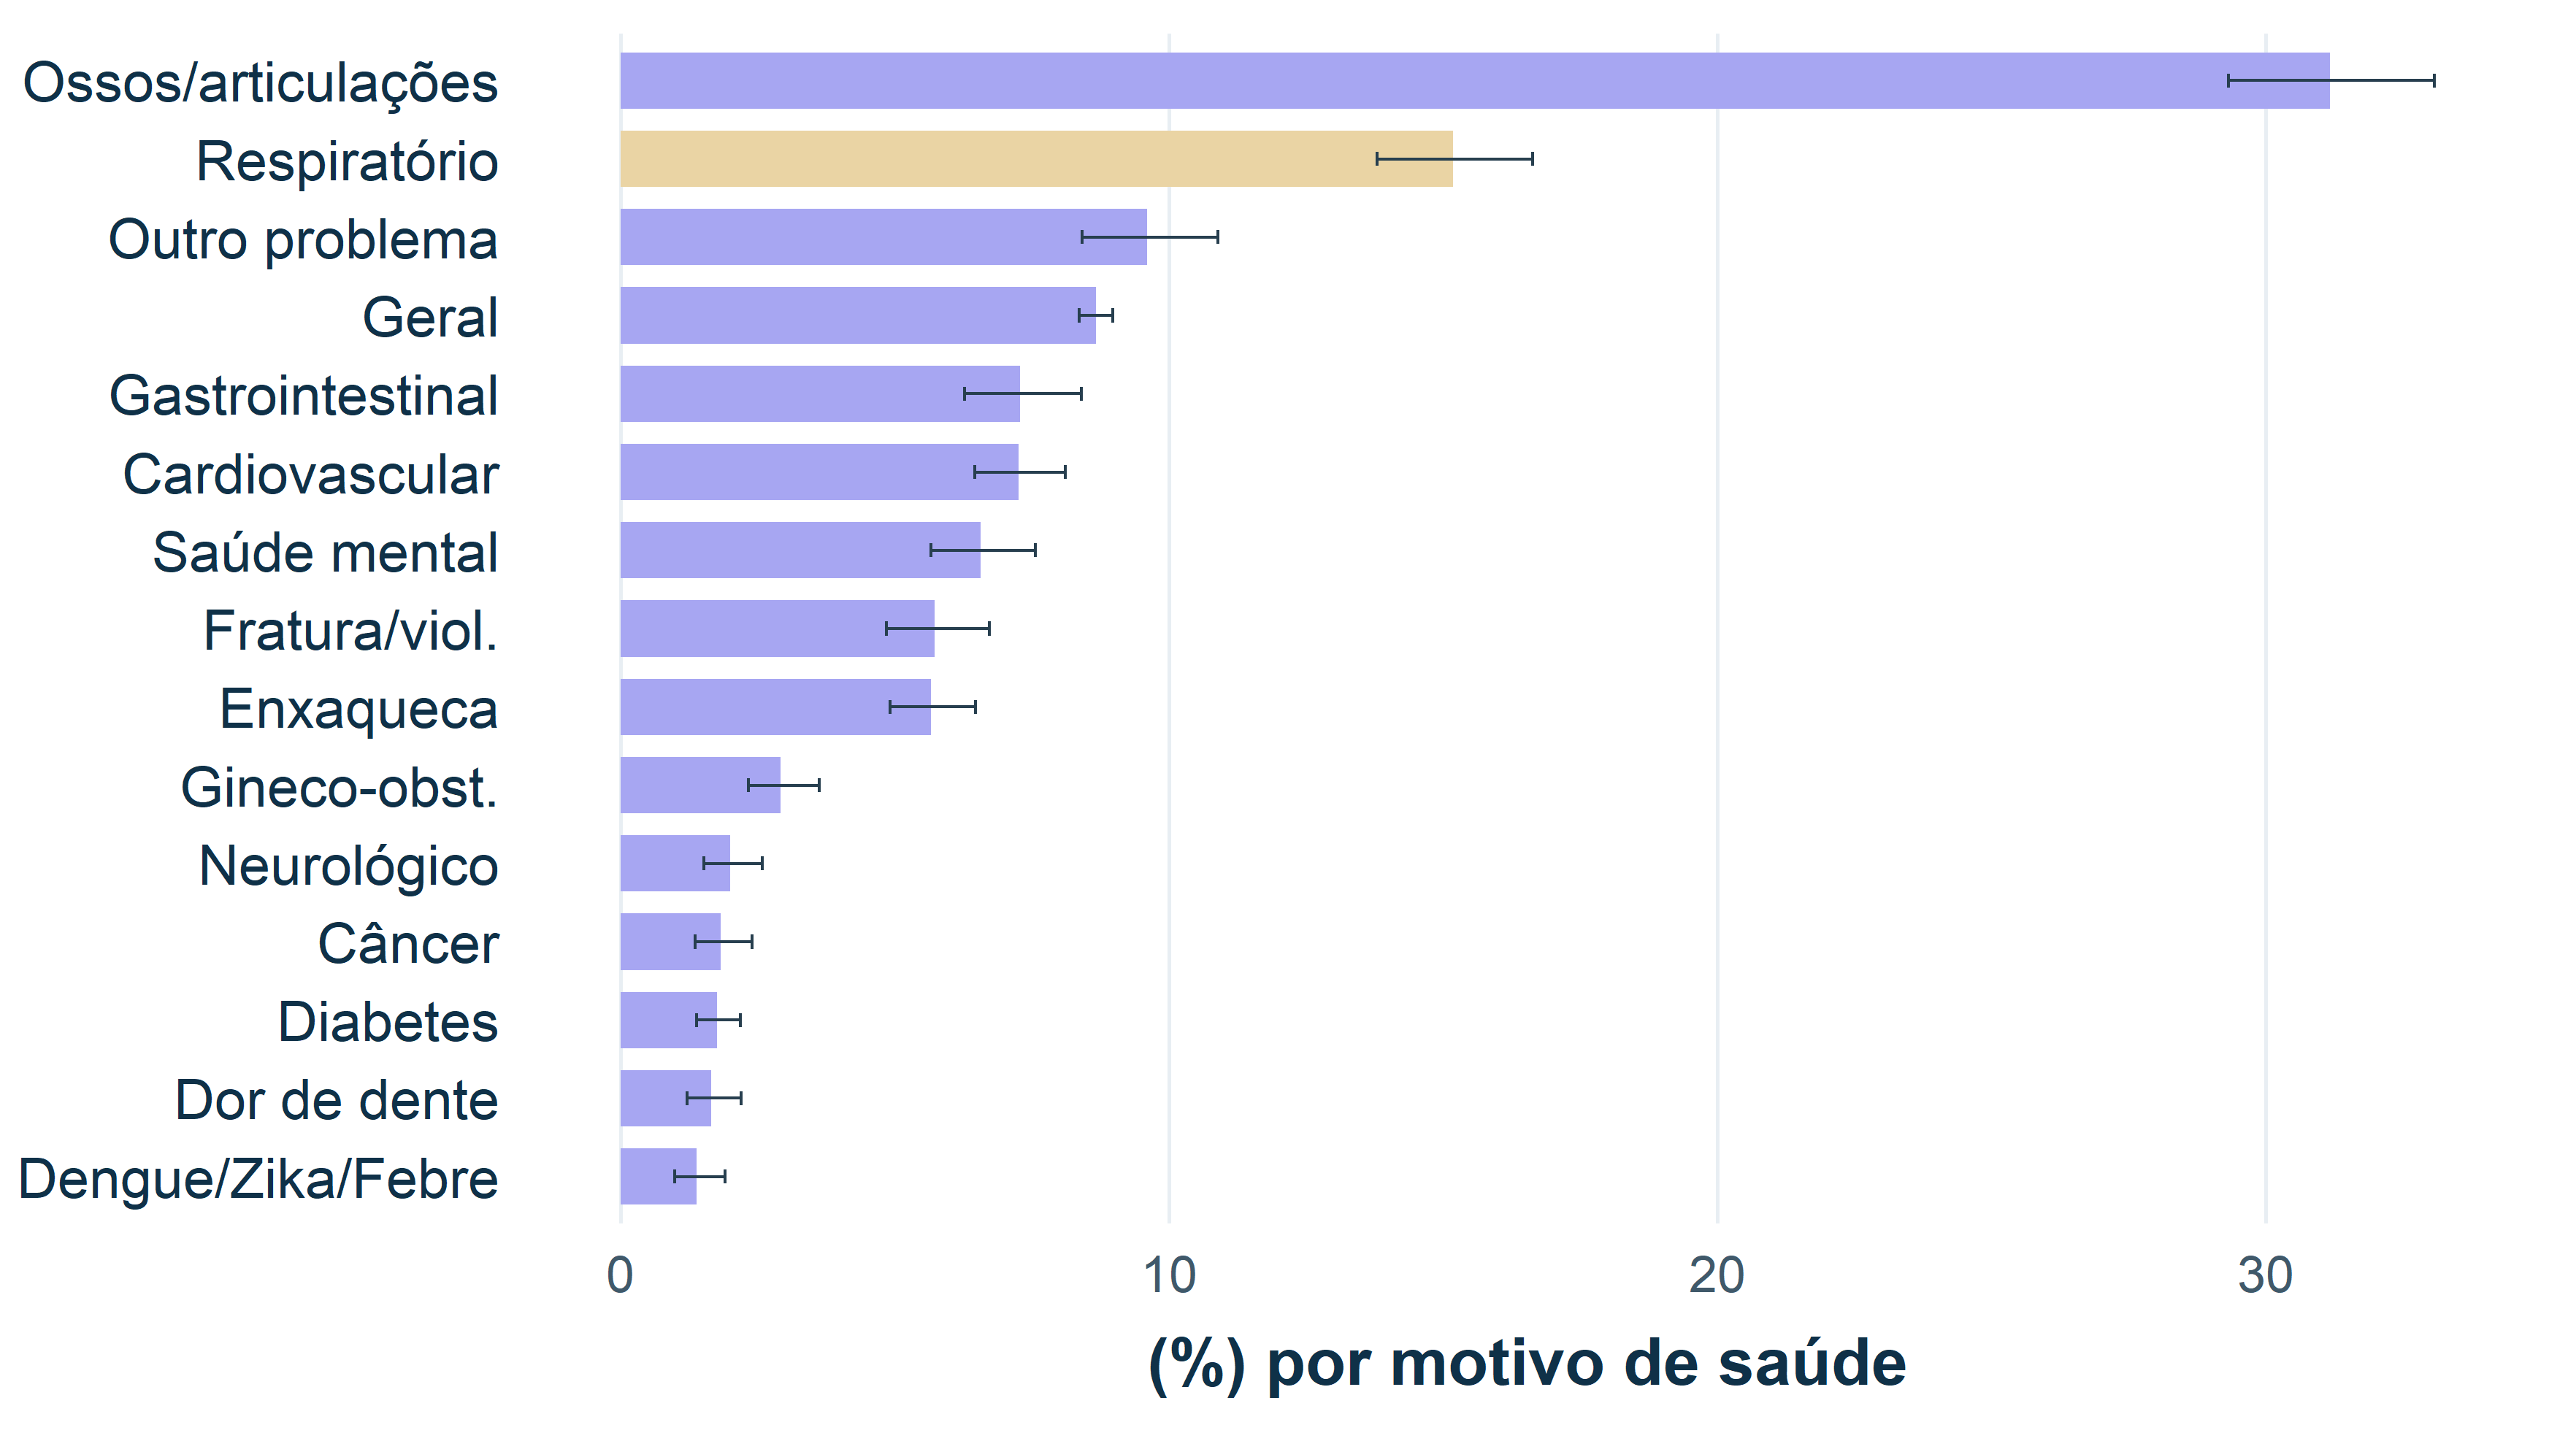 Ossos/articulações
Respiratório
Outro problema
Geral
Gastrointestinal
Cardiovascular
Saúde mental
Fratura/viol.
Enxaqueca
Gineco-obst.
Neurológico
Câncer
Diabetes
Dor de dente
Dengue/Zika/Febre
0 10 20 30
(%) por motivo de saúde